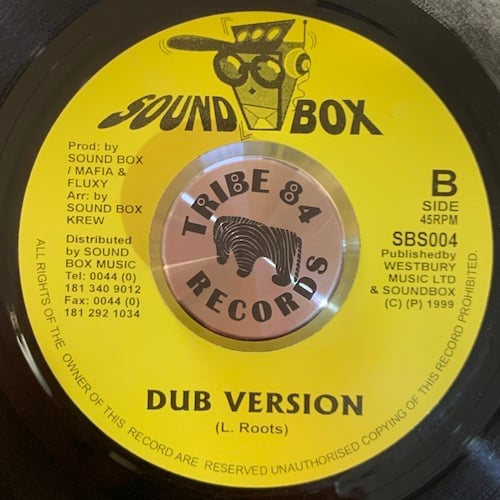 SOUND BOX
Prod: by
SOUND BOX
/ MAFIA &
FLUXY
Arr: by
SOUND BOX
KREW
Distributed
by SOUND
BOX MUSIC
Tel: 0044 (0)
181 340 9012
Fax: 0044 (0)
181 292 1034
TRIBE 84
RECORDS
B
SIDE
45RPM
SBS004
Publishedby
WESTBURY
MUSIC LTD
& SOUNDBOX
(C) (P) 1999
DUB VERSION
(L. Roots)
ALL RIGHTS OF THE OWNER OF THIS RECORD ARE RESERVED UNAUTHORISED COPYING OF THIS RECORD PROHIBITED.